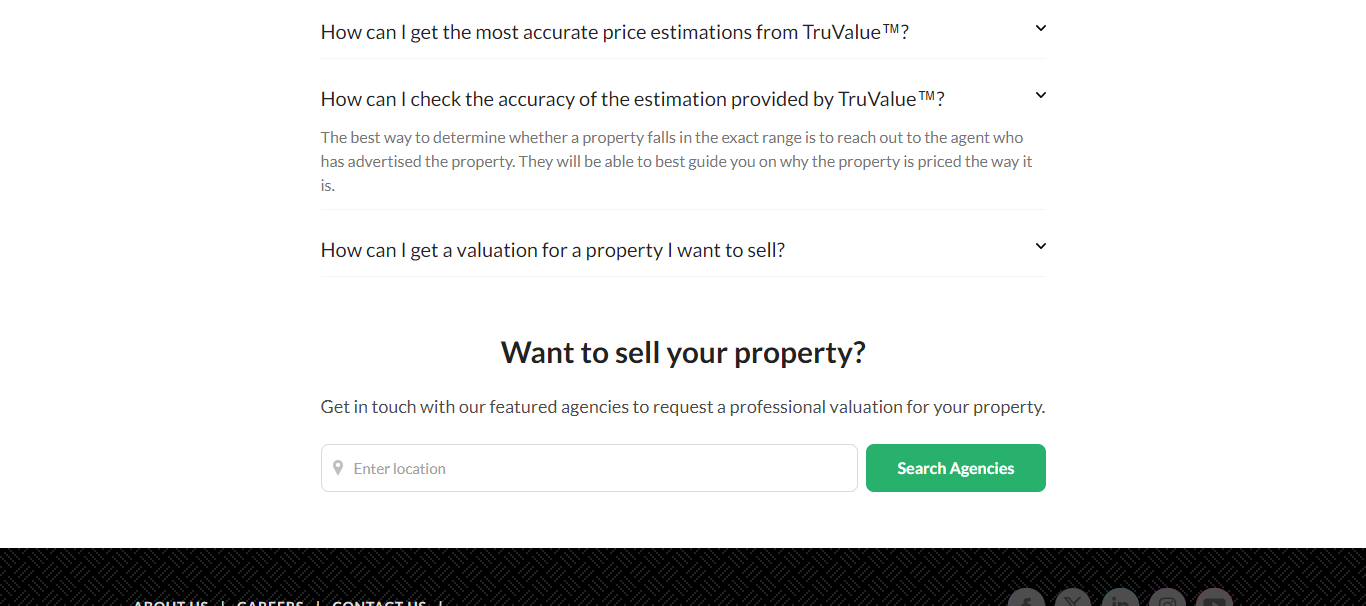 How can I get the most accurate price estimations from TruValue™?
How can I check the accuracy of the estimation provided by TruValue™?
The best way to determine whether a property falls in the exact range is to reach out to the agent who
has advertised the property. They will be able to best guide you on why the property is priced the way it
is.
How can I get a valuation for a property I want to sell?
Want to sell your property?
Get in touch with our featured agencies to request a professional valuation for your property.
Enter location
Search Agencies
ABOUT US | CAREERS | CONTACT US |